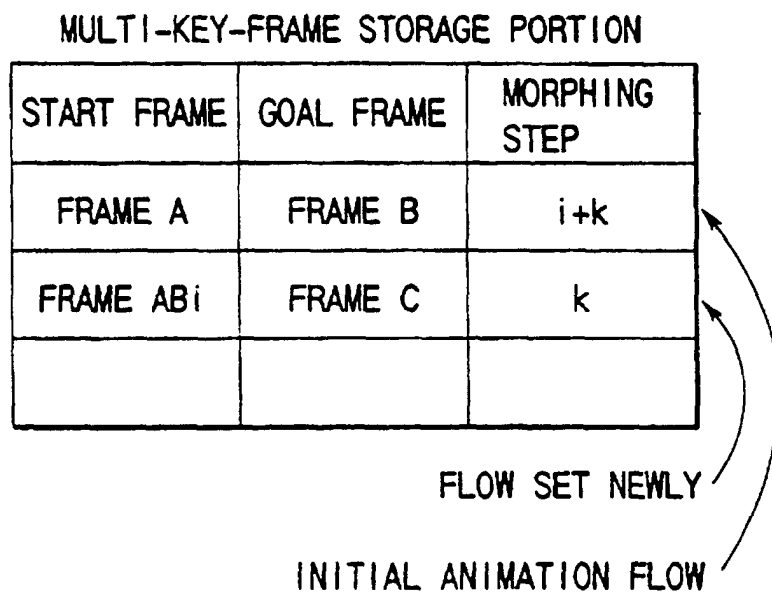 MULTI-KEY-FRAME STORAGE PORTION
START FRAME GOAL FRAME MORPHING STEP
FRAME A FRAME B i+k
FRAME ABi FRAME C k
FLOW SET NEWLY
INITIAL ANIMATION FLOW